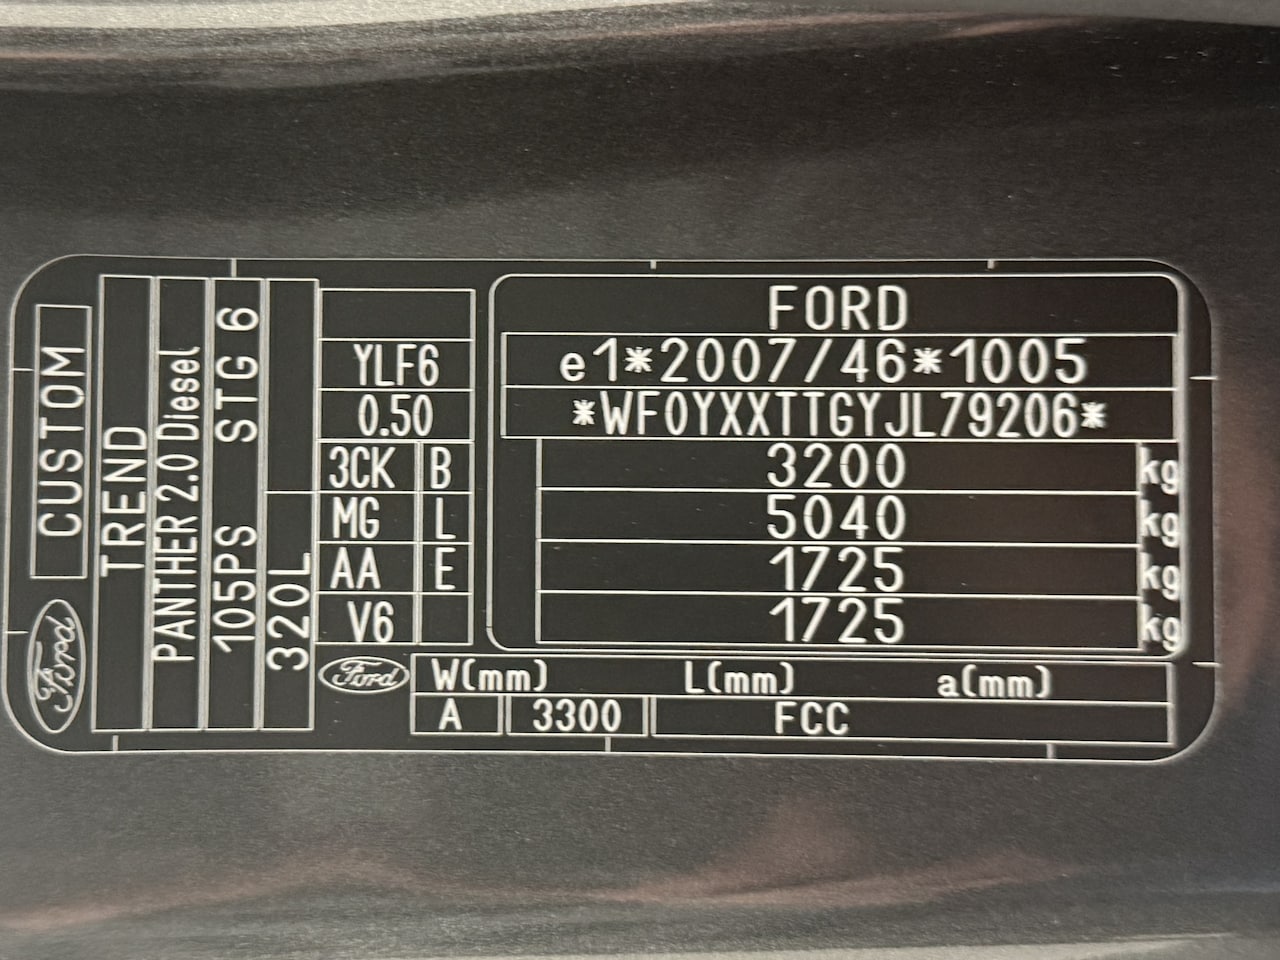 CUSTOM
TREND
PANTHER 2.0 Diesel
105PS STG 6
320L
Ford
YLF6
0.50
3CK B
MG L
AA E
V6
FORD
e1*2007/46*1005
*WF0YXXTTGYJL79206*
3200 kg
5040 kg
1725 kg
1725 kg
Ford W(mm) L(mm) a(mm)
A 3300 FCC